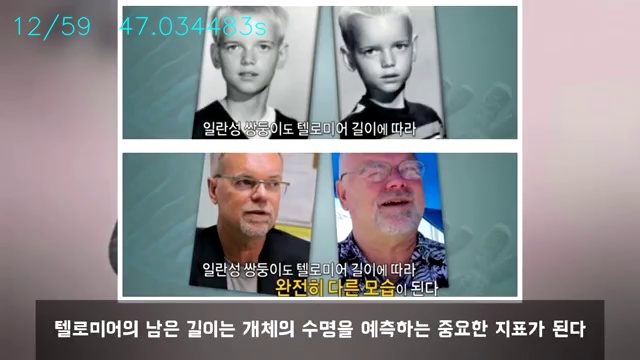 12/59 47.034483s
일란성 쌍둥이도 텔로미어 길이에 따라
일란성 쌍둥이도 텔로미어 길이에 따라
완전히 다른 모습이 된다
텔로미어의 남은 길이는 개체의 수명을 예측하는 중요한 지표가 된다